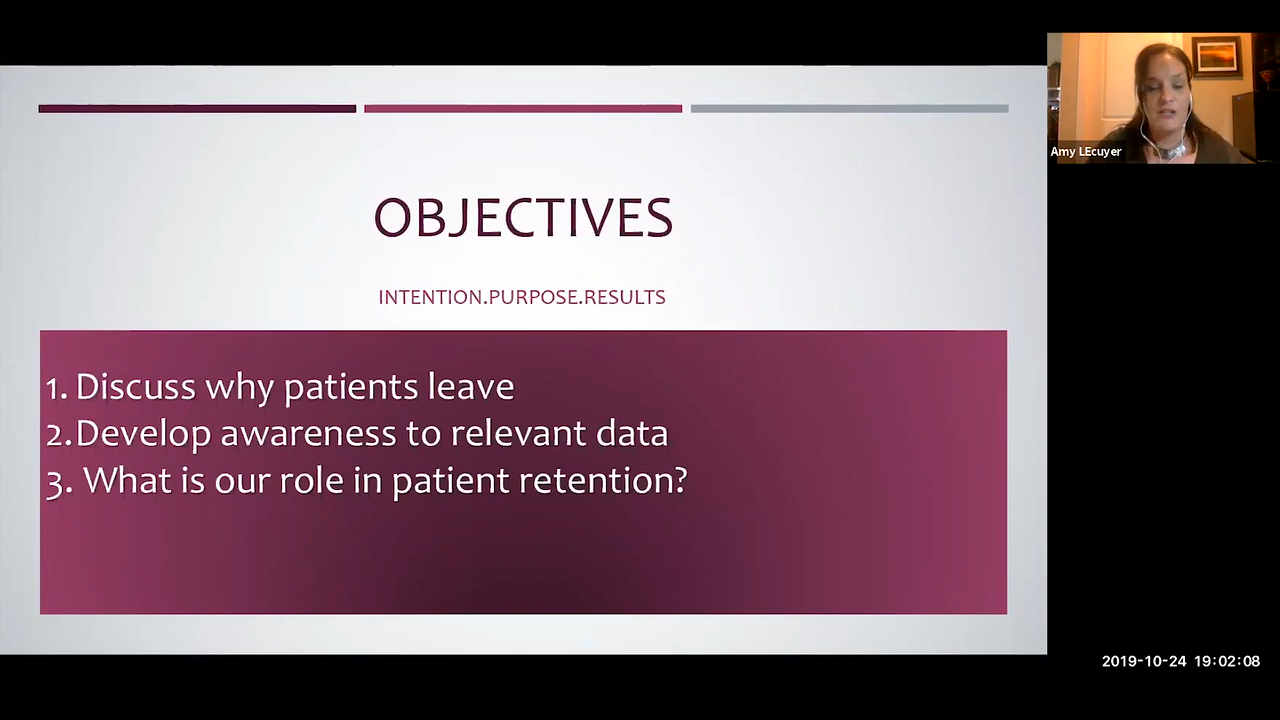 OBJECTIVES
INTENTION.PURPOSE.RESULTS
1. Discuss why patients leave
2.Develop awareness to relevant data
3. What is our role in patient retention?
Amy LEcuyer
2019-10-24 19:02:08